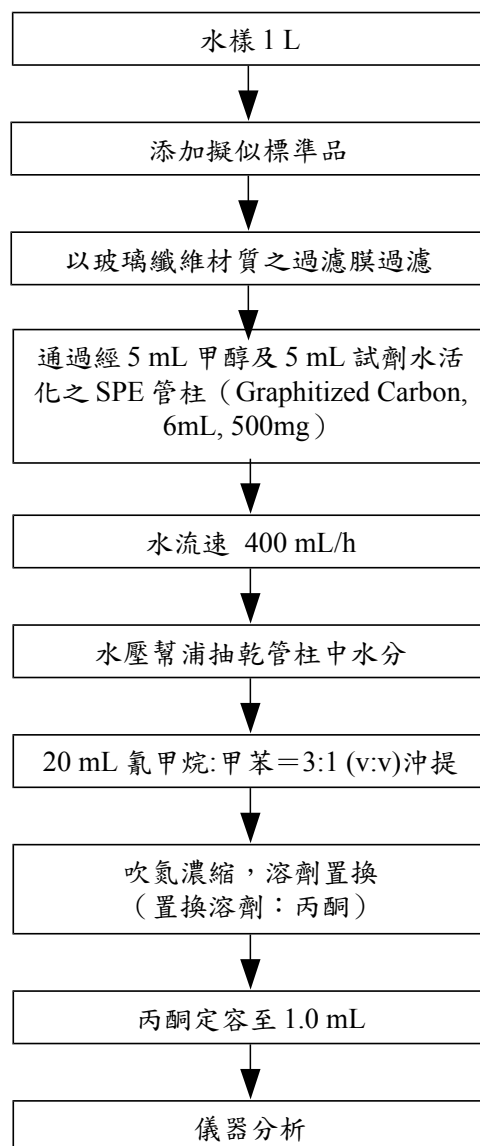 水樣 1 L
添加擬似標準品
以玻璃纖維材質之過濾膜過濾
通過經 5 mL 甲醇及 5 mL 試劑水活
化之 SPE 管柱（Graphitized Carbon,
6mL, 500mg）
水流速 400 mL/h
水壓幫浦抽乾管柱中水分
20 mL 氰甲烷:甲苯＝3:1 (v:v)沖提
吹氮濃縮，溶劑置換
（置換溶劑：丙酮）
丙酮定容至 1.0 mL
儀器分析